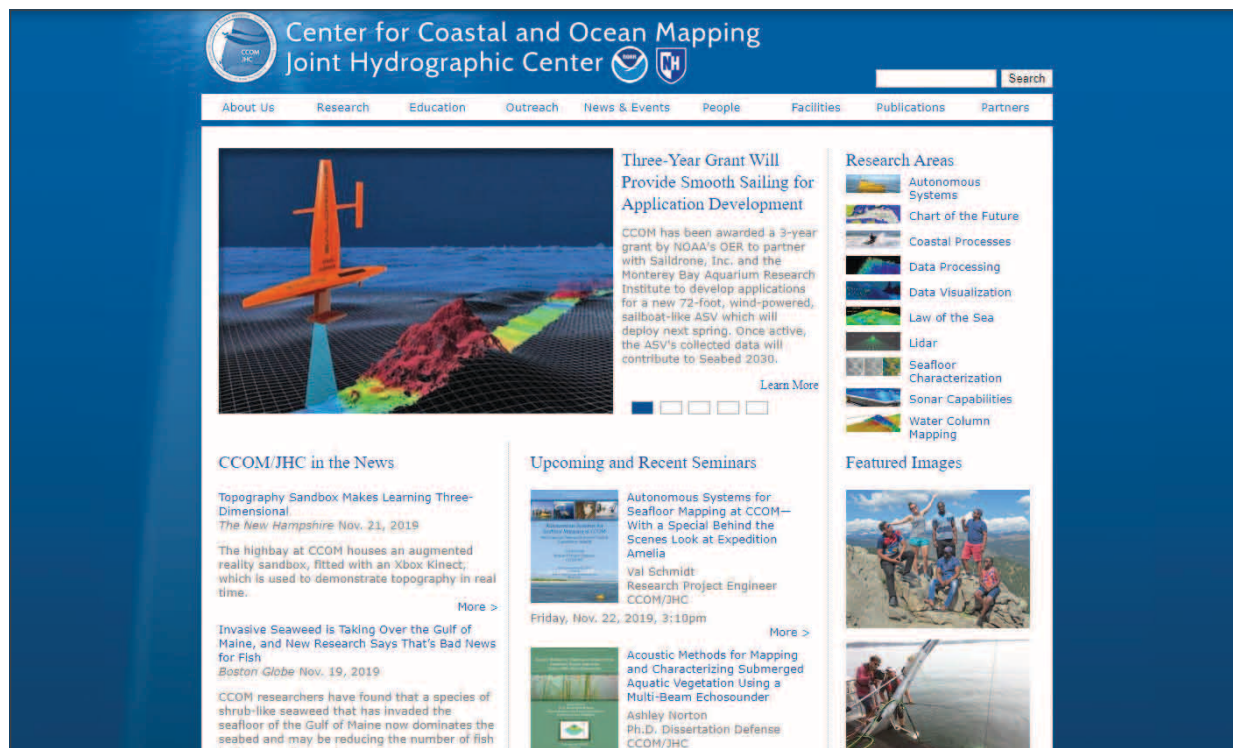 Center for Coastal and Ocean Mapping
Joint Hydrographic Center
CCOM
JHC
NH
Search
About Us Research Education Outreach News & Events People Facilities Publications Partners
Three-Year Grant Will
Provide Smooth Sailing for
Application Development
CCOM has been awarded a 3-year
grant by NOAA's OER to partner
with Saildrone, Inc. and the
Monterey Bay Aquarium Research
Institute to develop applications
for a new 72-foot, wind-powered,
sailboat-like ASV which will
deploy next spring. Once active,
the ASV's collected data will
contribute to Seabed 2030.
Learn More
Research Areas
Autonomous
Systems
Chart of the Future
Coastal Processes
Data Processing
Data Visualization
Law of the Sea
Lidar
Seafloor
Characterization
Sonar Capabilities
Water Column
Mapping
CCOM/JHC in the News
Topography Sandbox Makes Learning Three-
Dimensional
The New Hampshire Nov. 21, 2019
The highbay at CCOM houses an augmented
reality sandbox, fitted with an Xbox Kinect,
which is used to demonstrate topography in real
time.
More >
Invasive Seaweed is Taking Over the Gulf of
Maine, and New Research Says That's Bad News
for Fish
Boston Globe Nov. 19, 2019
CCOM researchers have found that a species of
shrub-like seaweed that has invaded the
seafloor of the Gulf of Maine now dominates the
seabed and may be reducing the number of fish
Upcoming and Recent Seminars
Autonomous Systems for
Seafloor Mapping at CCOM—
With a Special Behind the
Scenes Look at Expedition
Amelia
Val Schmidt
Research Project Engineer
CCOM/JHC
Friday, Nov. 22, 2019, 3:10pm
More >
Acoustic Methods for Mapping
and Characterizing Submerged
Aquatic Vegetation Using a
Multi-Beam Echosounder
Ashley Norton
Ph.D. Dissertation Defense
CCOM/JHC
Featured Images